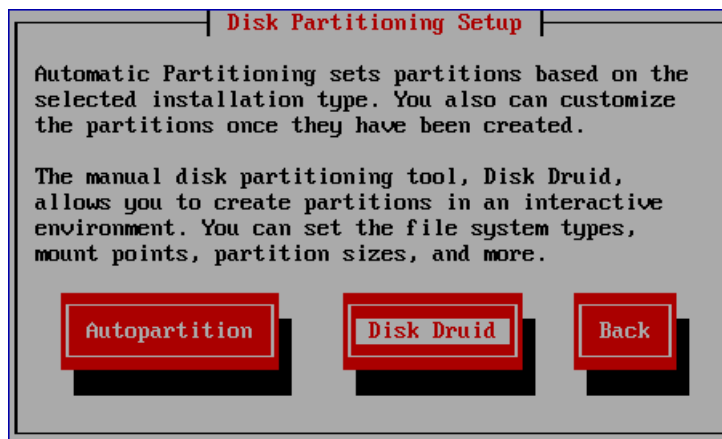 Disk Partitioning Setup
Automatic Partitioning sets partitions based on the
selected installation type. You also can customize
the partitions once they have been created.
The manual disk partitioning tool, Disk Druid,
allows you to create partitions in an interactive
environment. You can set the file system types,
mount points, partition sizes, and more.
Autopartition Disk Druid Back